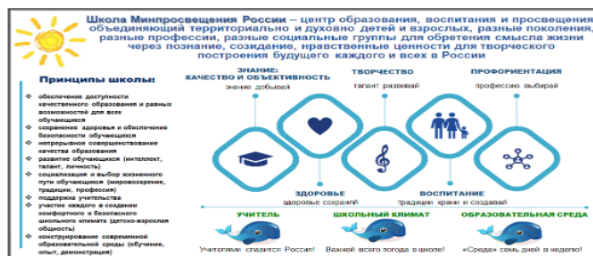 Школа Минпросвещения России – центр образования, воспитания и просвещения,
объединяющий территориально и духовно детей и взрослых, разные поколения,
разные профессии, разные социальные группы для обретения смысла жизни
через познание, созидание, нравственные ценности для творческого
построения будущего каждого и всех в России
Принципы школы:
обеспечение доступности
качественного образования и равных
возможностей для всех
обучающихся
сохранение здоровья и обеспечение
безопасности обучающихся
непрерывное совершенствование
качества образования
развитие обучающихся (интеллект,
талант, личность)
социализация и выбор жизненного
пути обучающихся (мировоззрение,
традиции, профессия)
поддержка учительства
участие каждого в создании
комфортного и безопасного
школьного климата (детско-взрослая
общность)
конструирование современной
образовательной среды (обучение,
опыт, демонстрация)
ЗНАНИЕ:
КАЧЕСТВО И ОБЪЕКТИВНОСТЬ
знание добывай
ТВОРЧЕСТВО
талант развивай
ПРОФОРИЕНТАЦИЯ
профессию выбирай
ЗДОРОВЬЕ
здоровье сохраняй
ВОСПИТАНИЕ
традиции храни и создавай
УЧИТЕЛЬ
Учителями славится Россия!
ШКОЛЬНЫЙ КЛИМАТ
Важней всего погода в школе!
ОБРАЗОВАТЕЛЬНАЯ СРЕДА
«Среда» семь дней в неделю!